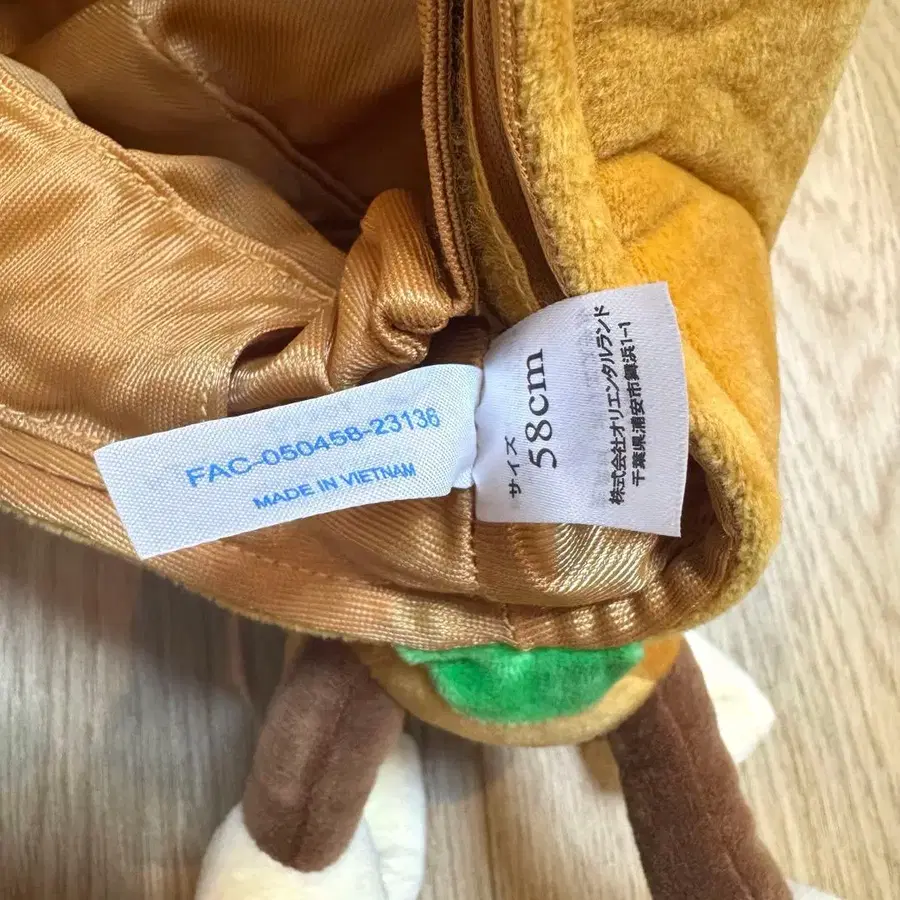 FAC-050458-23136
MADE IN VIETNAM
サイズ
58cm
株式会社オリエンタルランド
千葉県浦安市舞浜1-1